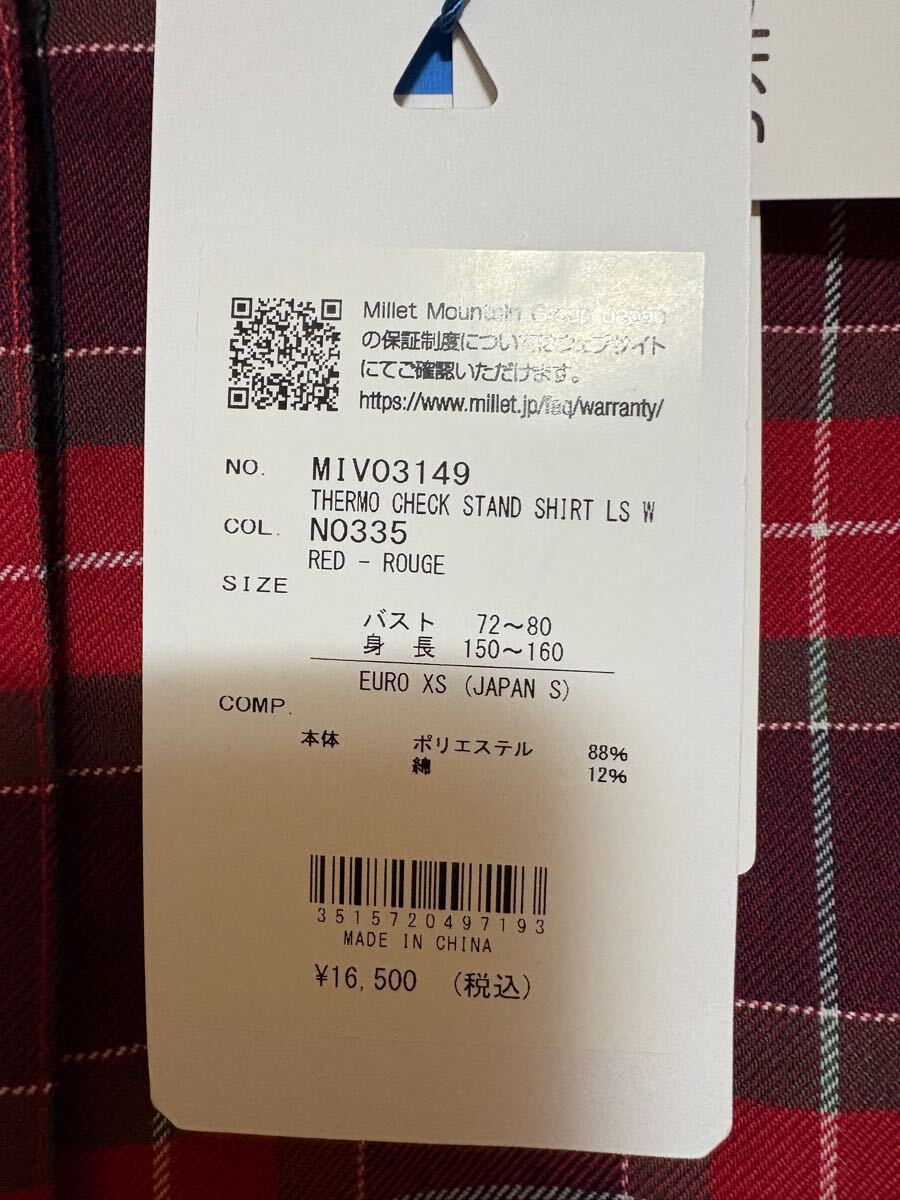 Millet Mountain Group Japan
の保証制度についてはウェブサイト
にてご確認いただけます。
https://www.millet.jp/faq/warranty/
NO. MIV03149
THERMO CHECK STAND SHIRT LS W
COL. N0335
RED - ROUGE
SIZE
バスト 72～80
身長 150～160
EURO XS (JAPAN S)
COMP.
本体 ポリエステル 88%
綿 12%
3515720497193
MADE IN CHINA
¥16,500 (税込)